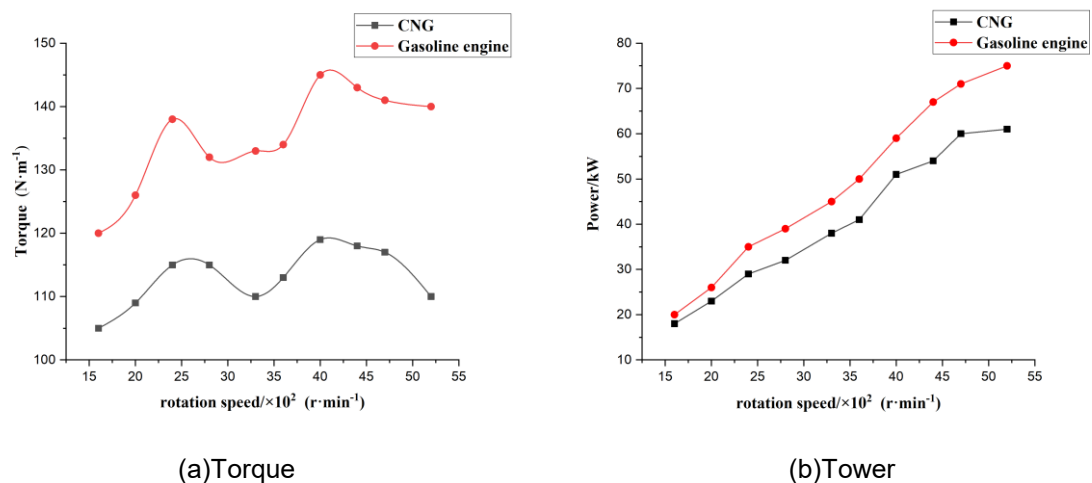 CNG
Gasoline engine
150
140
130
120
110
100
Torque (N·m⁻¹)
15 20 25 30 35 40 45 50 55
rotation speed/×10² (r·min⁻¹)
(a)Torque
CNG
Gasoline engine
80
70
60
50
40
30
20
10
Power/kW
15 20 25 30 35 40 45 50 55
rotation speed/×10² (r·min⁻¹)
(b)Tower